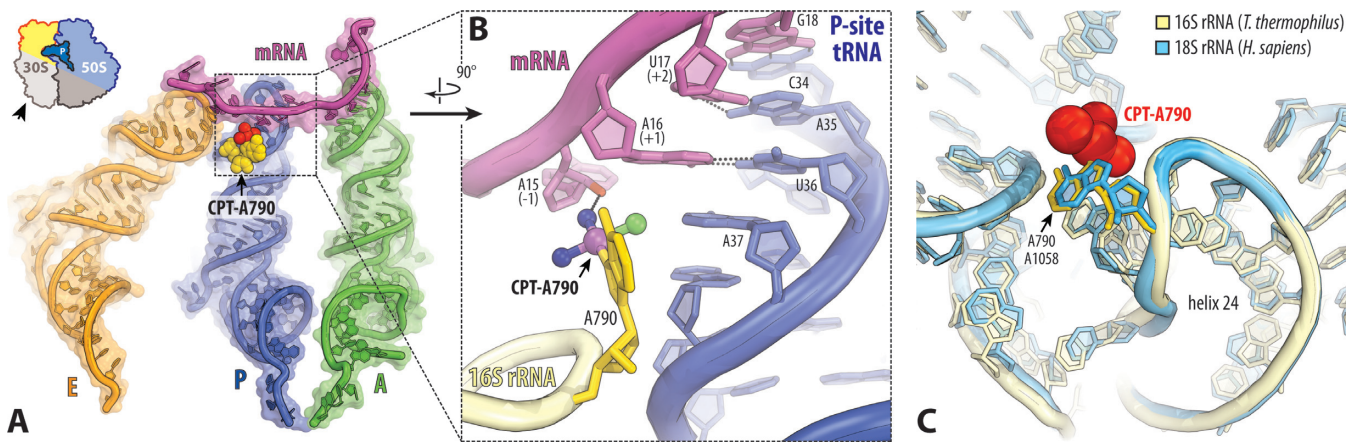 30S
50S
P
mRNA
CPT-A790
E
P
A
A
90°
B
mRNA
P-site
tRNA
G18
U17
(+2)
C34
A35
A16
(+1)
U36
A15
(-1)
A37
CPT-A790
A790
16S rRNA
16S rRNA (T. thermophilus)
18S rRNA (H. sapiens)
CPT-A790
A790
A1058
helix 24
C